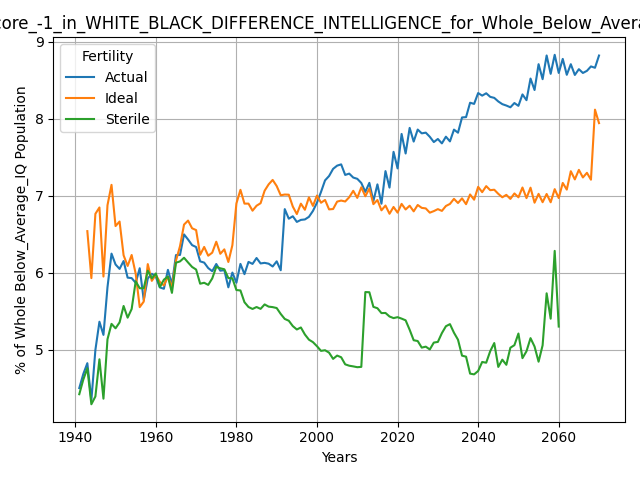 core_-1_in_WHITE_BLACK_DIFFERENCE_INTELLIGENCE_for_Whole_Below_Avera
Fertility
Actual
Ideal
Sterile
9
8
7
6
5
% of Whole Below_Average_IQ Population
1940 1960 1980 2000 2020 2040 2060
Years